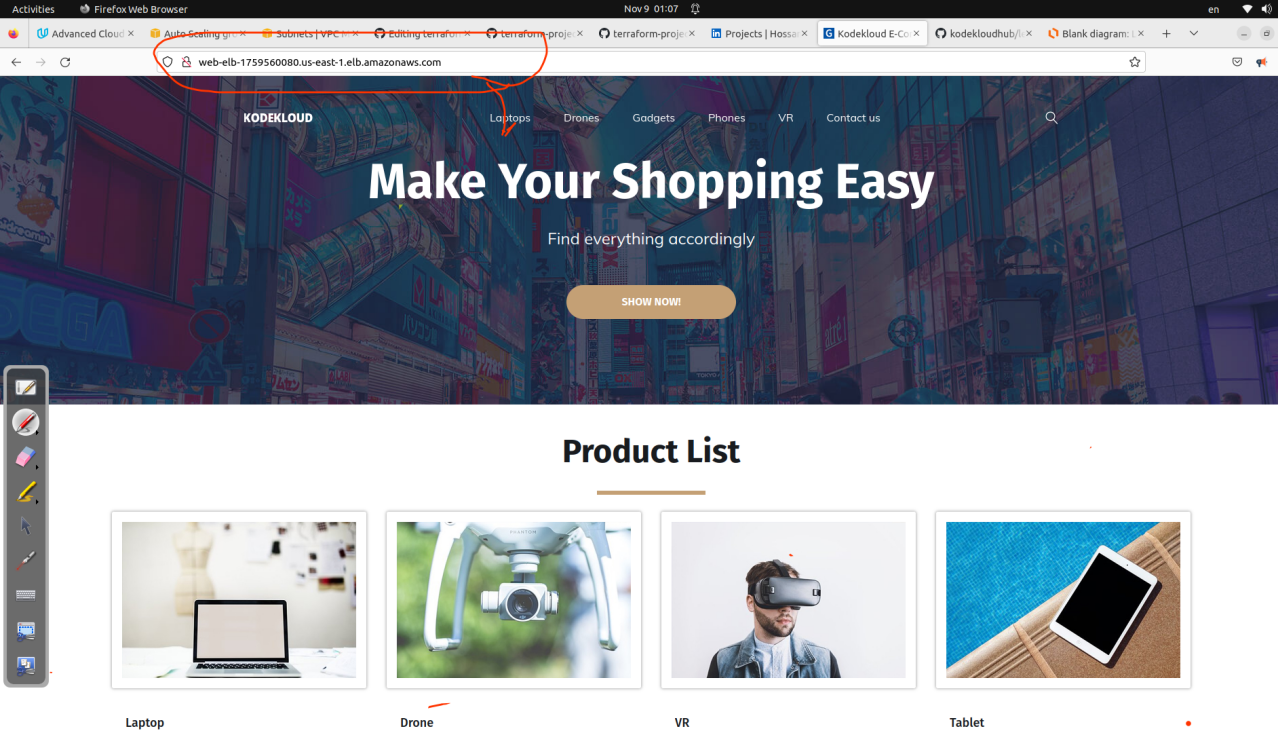 Activities Firefox Web Browser Nov 9 01:07 en
Advanced Cloud Auto Scaling gr Subnets | VPC M Editing terrafor terraform-proje terraform-proje Projects | Hossa Kodekloud E-Co kodekloudhub/l Blank diagram: L
web-elb-1759560080.us-east-1.elb.amazonaws.com
KODEKLOUD Laptops Drones Gadgets Phones VR Contact us
Make Your Shopping Easy
Find everything accordingly
SHOW NOW!
SEGA
Product List
PHANTOM
Laptop Drone VR Tablet